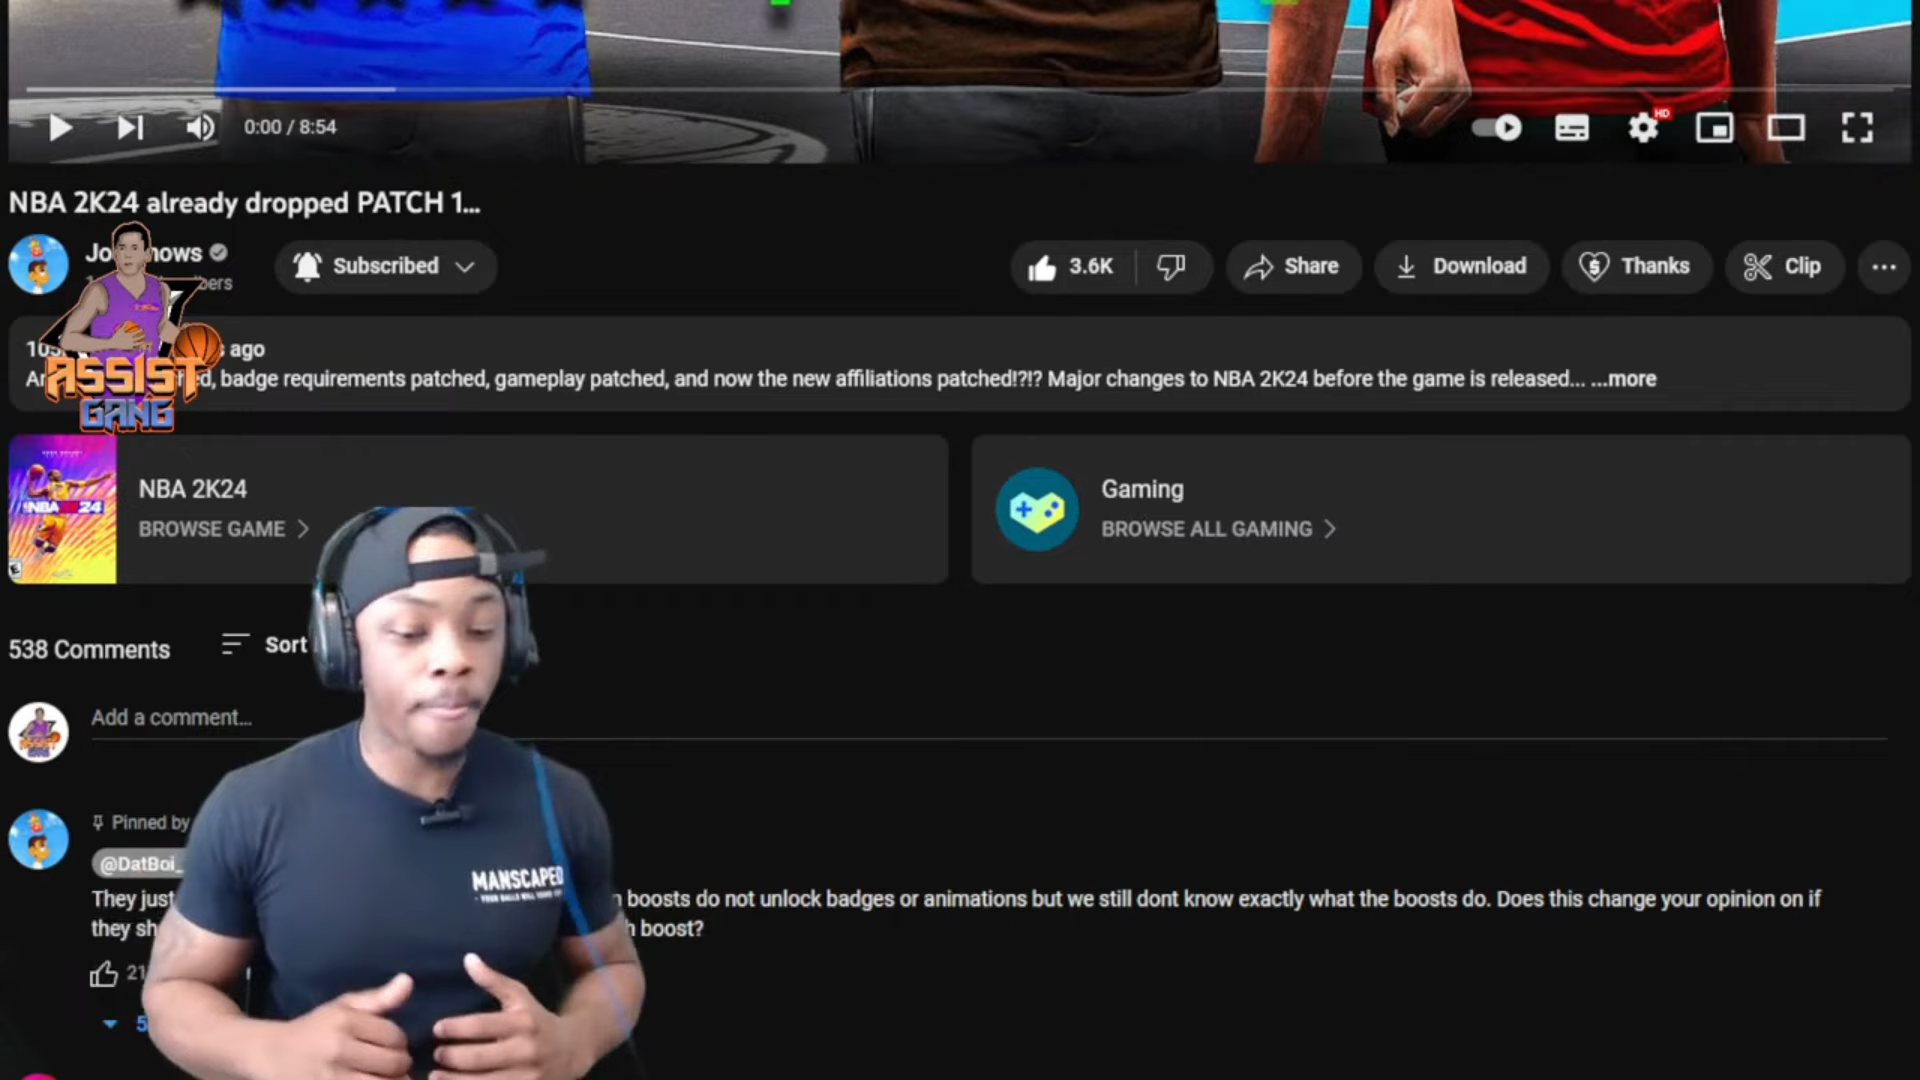 0:00 / 8:54
HD
NBA 2K24 already dropped PATCH 1...
Subscribed
3.6K
Share
Download
Thanks
Clip
ago
badge requirements patched, gameplay patched, and now the new affiliations patched!?!? Major changes to NBA 2K24 before the game is released... ...more
ASSIST
GANG
NBA 2K24
BROWSE GAME
NBA 24
E
Gaming
BROWSE ALL GAMING
538 Comments
Sort
Add a comment...
Pinned by
@DatBoi_
They just boosts do not unlock badges or animations but we still dont know exactly what the boosts do. Does this change your opinion on if
they boost?
MANSCAPED